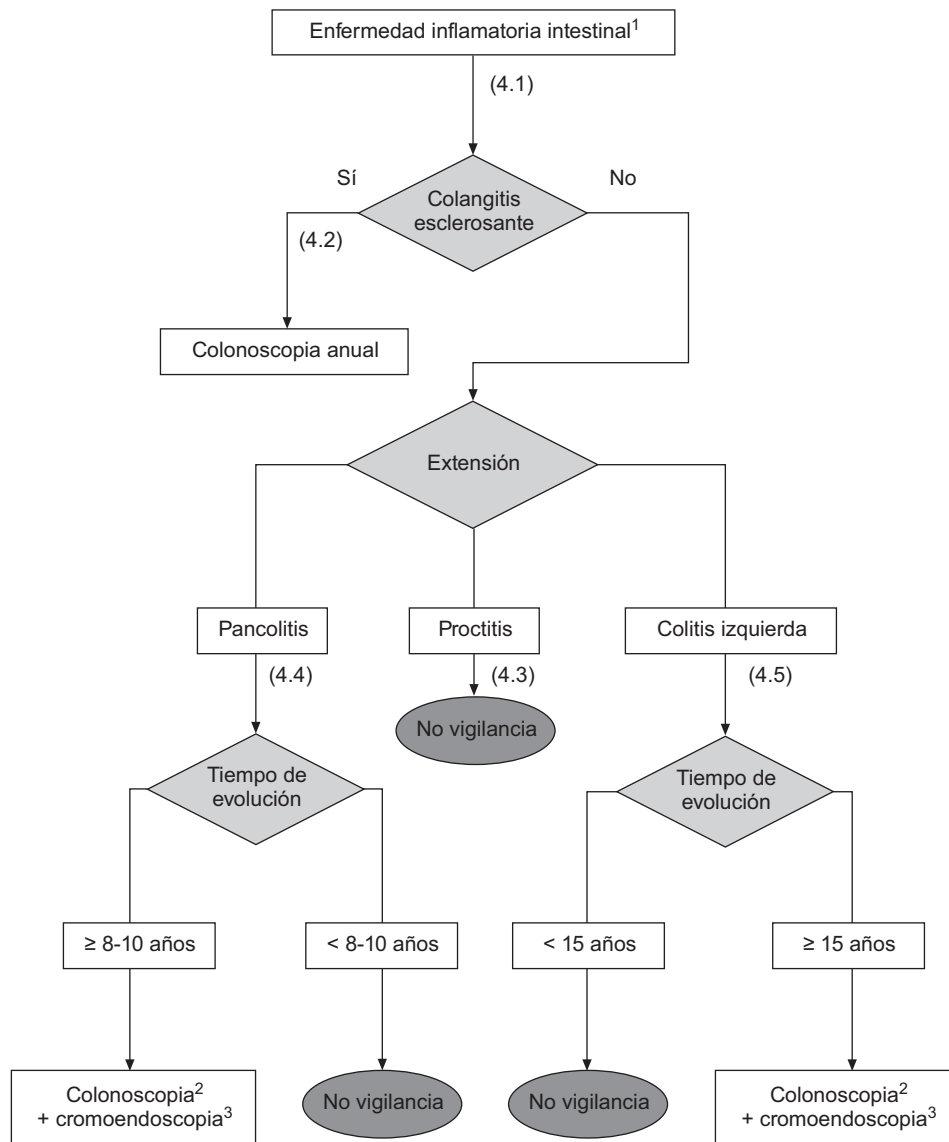 Enfermedad inflamatoria intestinal1
(4.1)
Sí
No
Colangitis
esclerosante
(4.2)
Colonoscopia anual
Extensión
Pancolitis
Proctitis
Colitis izquierda
(4.4)
(4.3)
(4.5)
No vigilancia
Tiempo de
evolución
Tiempo de
evolución
≥ 8-10 años
< 8-10 años
< 15 años
≥ 15 años
Colonoscopia2
+ cromoendoscopia3
No vigilancia
No vigilancia
Colonoscopia2
+ cromoendoscopia3